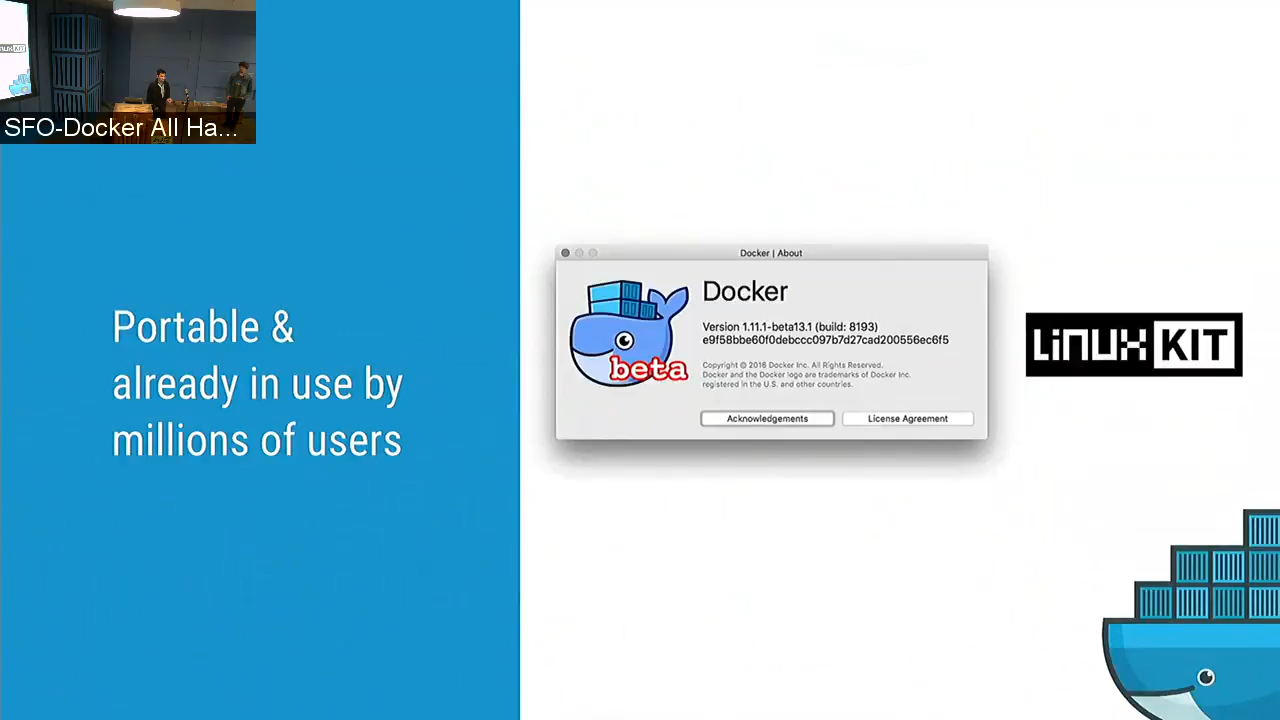 SFO-Docker All Ha...
Portable &
already in use by
millions of users
Docker | About
Docker
Version 1.11.1-beta13.1 (build: 8193)
e9f58bbe60f0debccc097b7d27cad200556ec6f5
Copyright © 2016 Docker Inc. All Rights Reserved.
Docker and the Docker logo are trademarks of Docker Inc.
registered in the U.S. and other countries.
beta
Acknowledgements
License Agreement
LINUX KIT